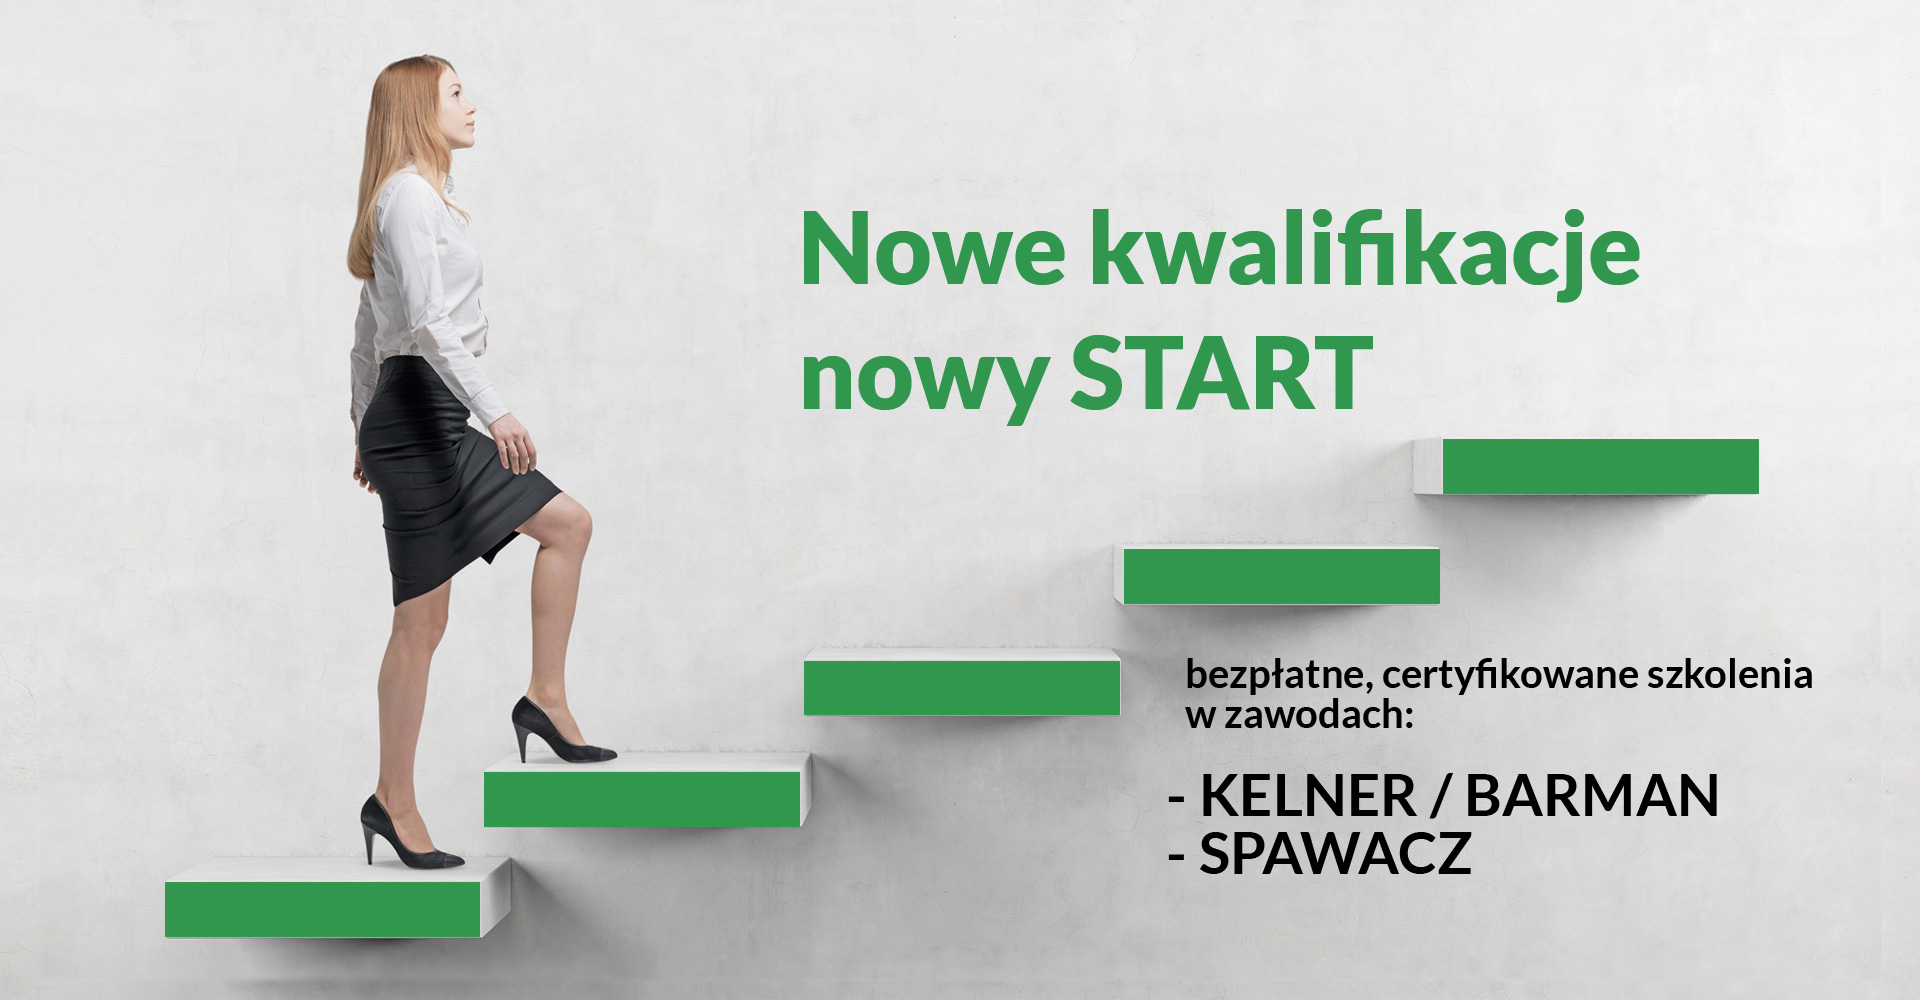 Nowe kwalifikacje
nowy START
bezpłatne, certyfikowane szkolenia
w zawodach:
- KELNER / BARMAN
- SPAWACZ